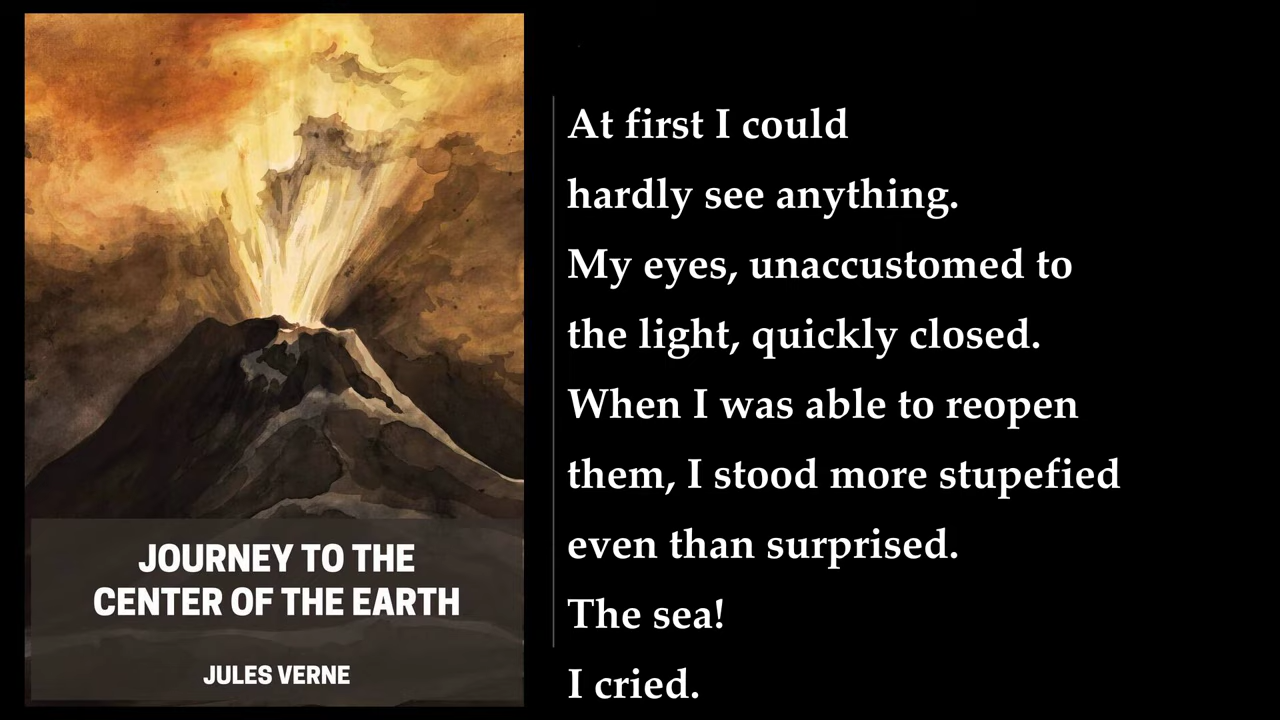 JOURNEY TO THE
CENTER OF THE EARTH
JULES VERNE
At first I could
hardly see anything.
My eyes, unaccustomed to
the light, quickly closed.
When I was able to reopen
them, I stood more stupefied
even than surprised.
The sea!
I cried.